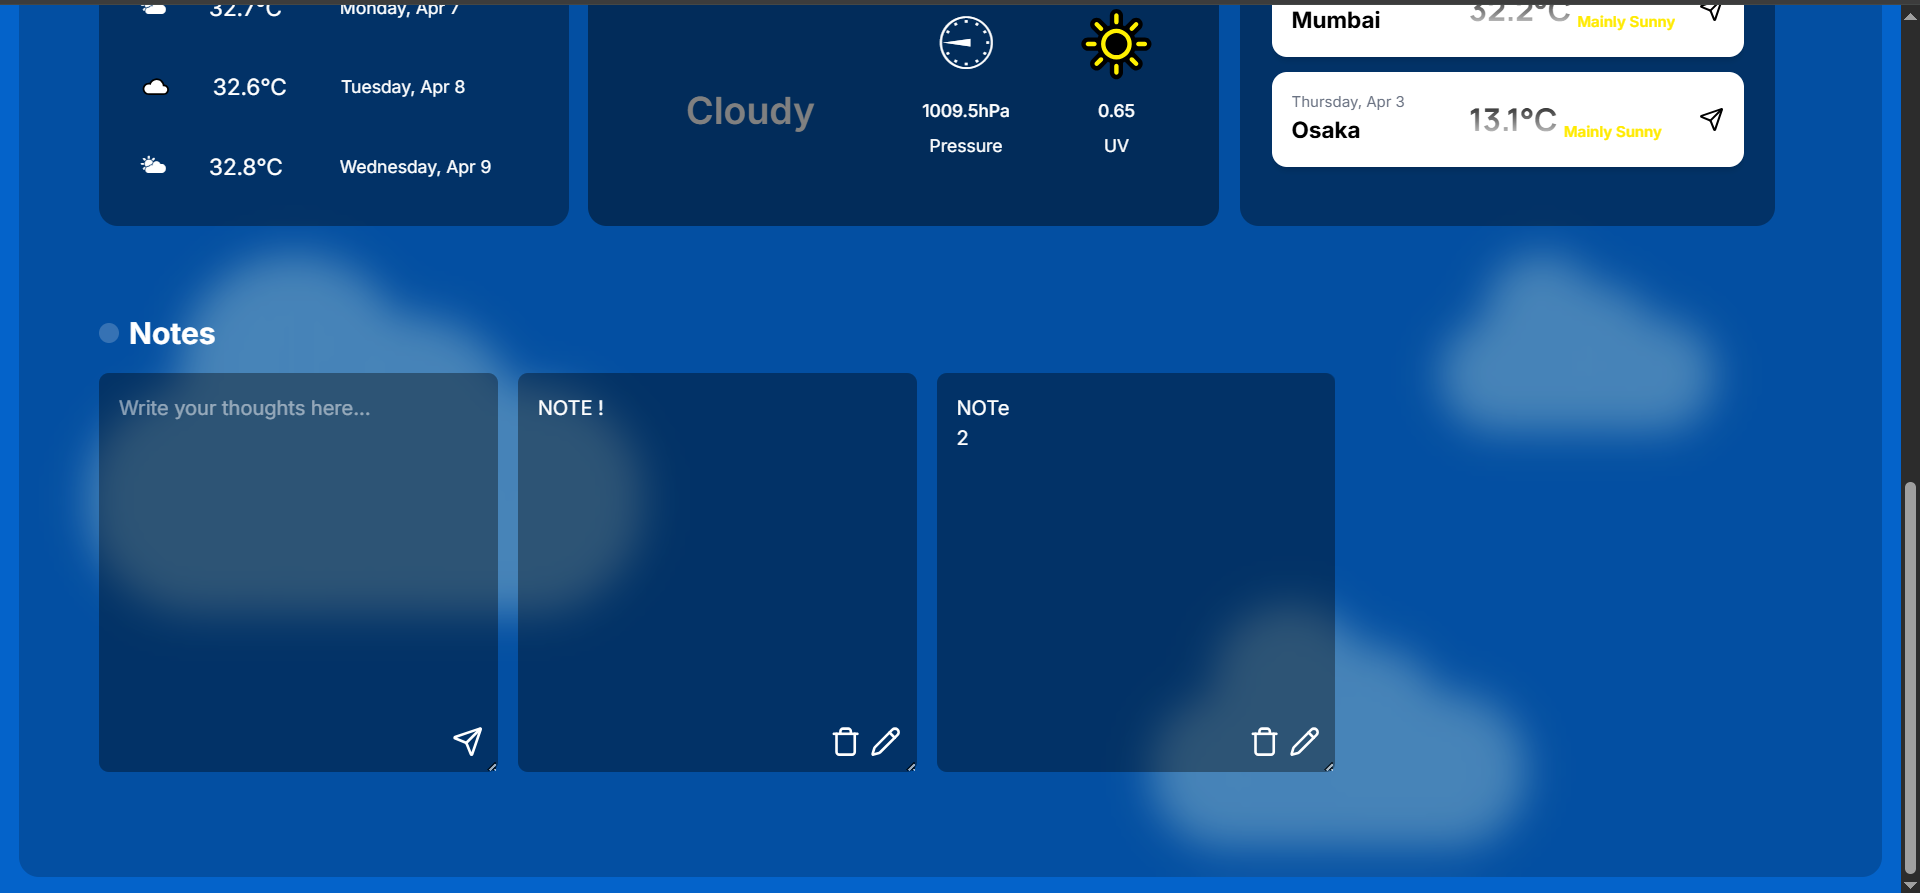 32.7°C
Monday, Apr 7
32.6°C
Tuesday, Apr 8
32.8°C
Wednesday, Apr 9
Cloudy
1009.5hPa
Pressure
0.65
UV
Mumbai
32.2°C
Mainly Sunny
Thursday, Apr 3
Osaka
13.1°C
Mainly Sunny
Notes
Write your thoughts here...
NOTE !
NOTe
2